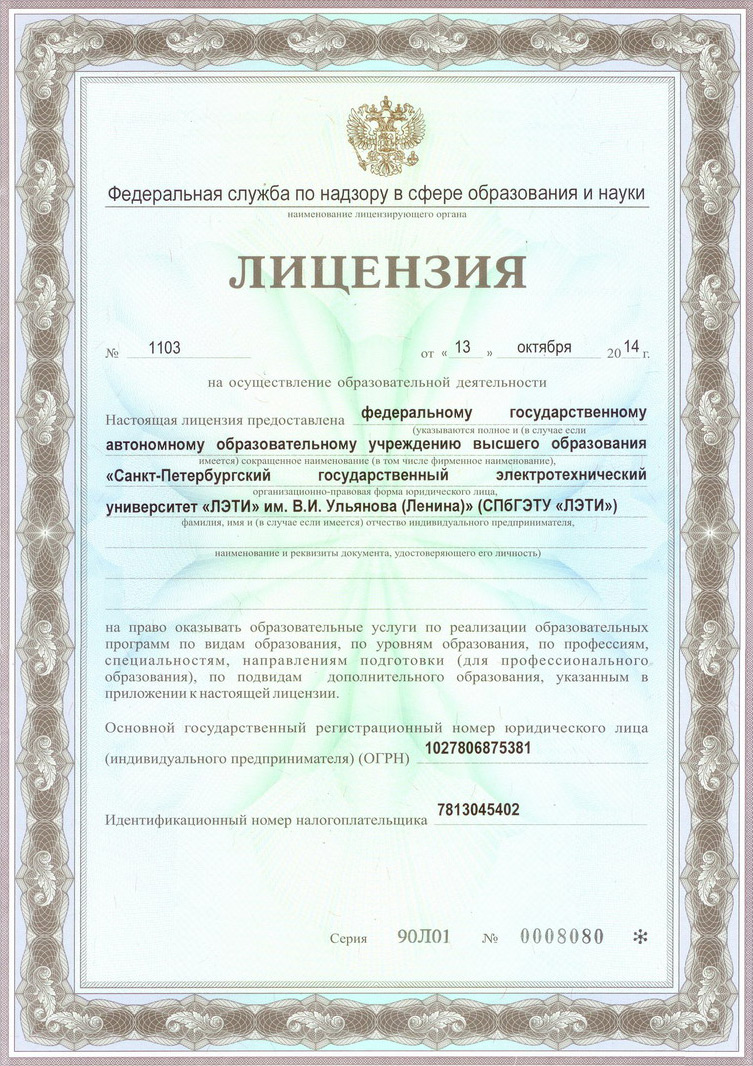 Федеральная служба по надзору в сфере образования и науки
наименование лицензирующего органа
ЛИЦЕНЗИЯ
№ 1103 от « 13 » октября 20 14 г.
на осуществление образовательной деятельности
Настоящая лицензия предоставлена федеральному государственному
(указываются полное и (в случае если
автономному образовательному учреждению высшего образования
имеется) сокращенное наименование (в том числе фирменное наименование),
«Санкт-Петербургский государственный электротехнический
организационно-правовая форма юридического лица,
университет «ЛЭТИ» им. В.И. Ульянова (Ленина)» (СПбГЭТУ «ЛЭТИ»)
фамилия, имя и (в случае если имеется) отчество индивидуального предпринимателя,
наименование и реквизиты документа, удостоверяющего его личность)
на право оказывать образовательные услуги по реализации образовательных
программ по видам образования, по уровням образования, по профессиям,
специальностям, направлениям подготовки (для профессионального
образования), по подвидам дополнительного образования, указанным в
приложении к настоящей лицензии.
Основной государственный регистрационный номер юридического лица
(индивидуального предпринимателя) (ОГРН) 1027806875381
Идентификационный номер налогоплательщика 7813045402
Серия 90Л01 № 0008080 *